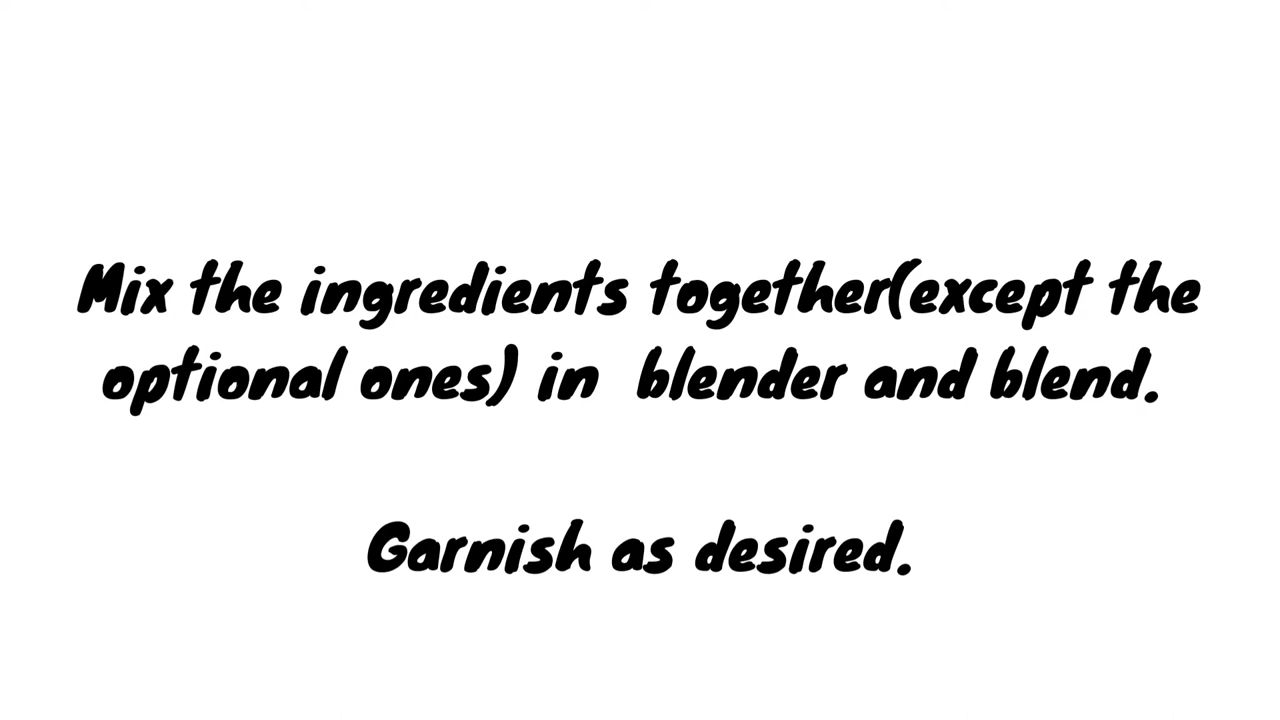 Mix the ingredients together(except the
optional ones) in  blender and blend.
Garnish as desired.